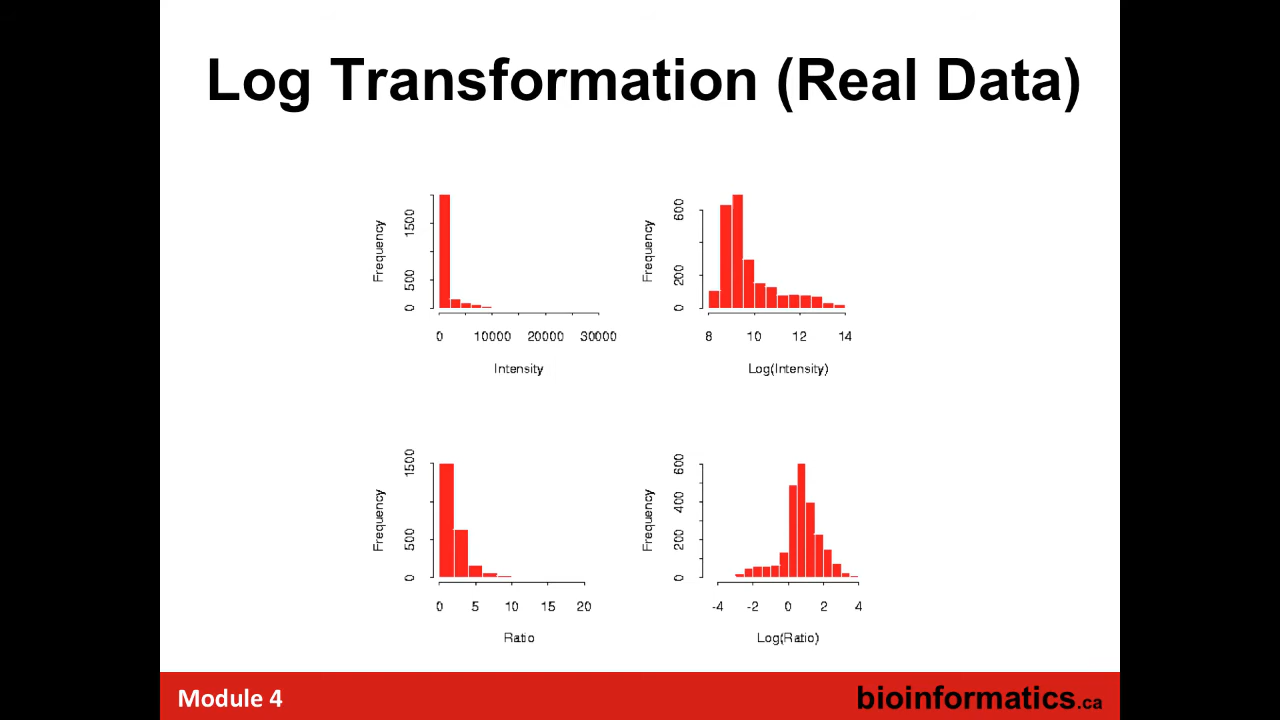 Log Transformation (Real Data)
Frequency
0 500 1500
0 10000 20000 30000
Intensity
Frequency
0 200 600
8 10 12 14
Log(Intensity)
Frequency
0 500 1500
0 5 10 15 20
Ratio
Frequency
0 200 400 600
-4 -2 0 2 4
Log(Ratio)
Module 4
bioinformatics.ca